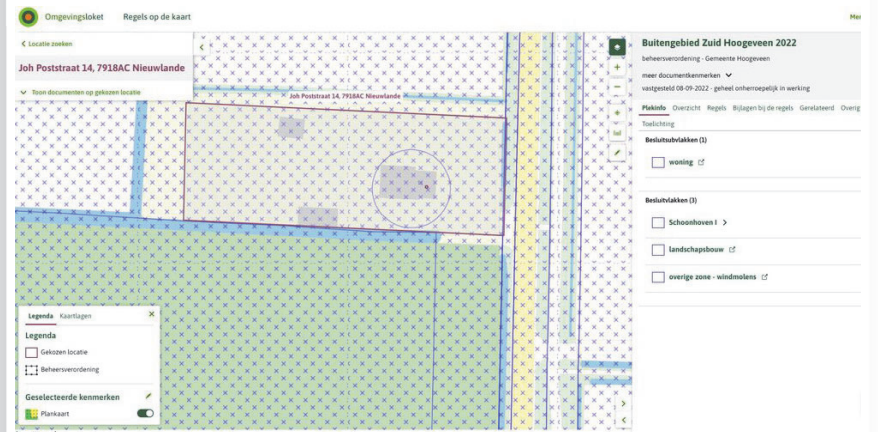 Omgevingsloket
Regels op de kaart
Locatie zoeken
Joh Poststraat 14, 7918AC Nieuwlande
Toon documenten op gekozen locatie
Joh Poststraat 14, 7918AC Nieuwlande
Legenda Kaartlagen
Legenda
Gekozen locatie
Beheersverordening
Geselecteerde kenmerken
Plankaart
Buitengebied Zuid Hoogeveen 2022
beheersverordening - Gemeente Hoogeveen
meer documentkenmerken
vastgesteld 08-09-2022 - geheel onherroepelijk in werking
Plekinfo Overzicht Regels Bijlagen bij de regels Gerelateerd Overig
Toelichting
Besluitsubvlakken (1)
woning
Besluitvlakken (3)
Schoonhoven I
landschapsbouw
overige zone - windmolens